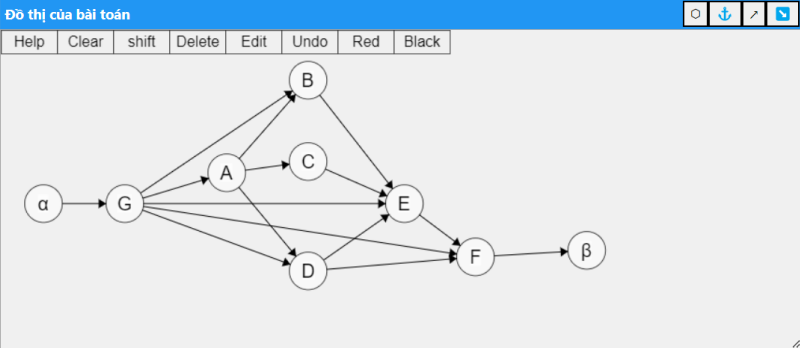 Đồ thị của bài toán
Help Clear shift Delete Edit Undo Red Black
B
A C
α G E
D F β